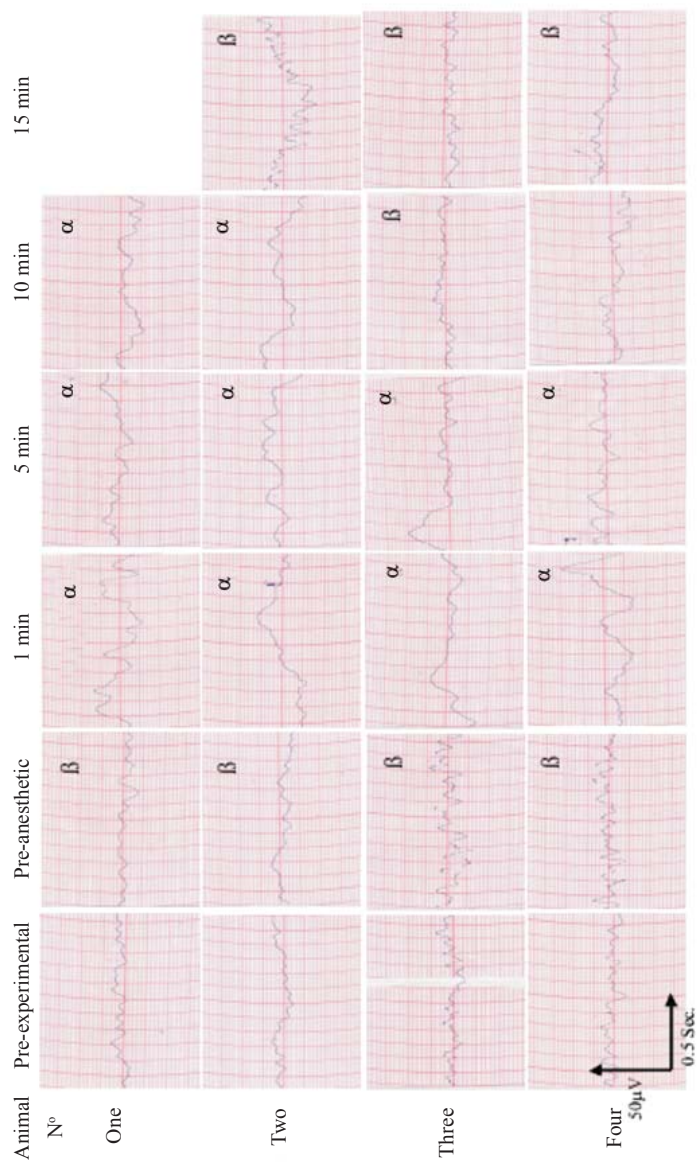 Animal Pre-experimental Pre-anesthetic 1 min 5 min 10 min 15 min
Nº
One β α α α
Two β α α α β
Three β α α β β
Four β α α β
50µV
0.5 Sec.